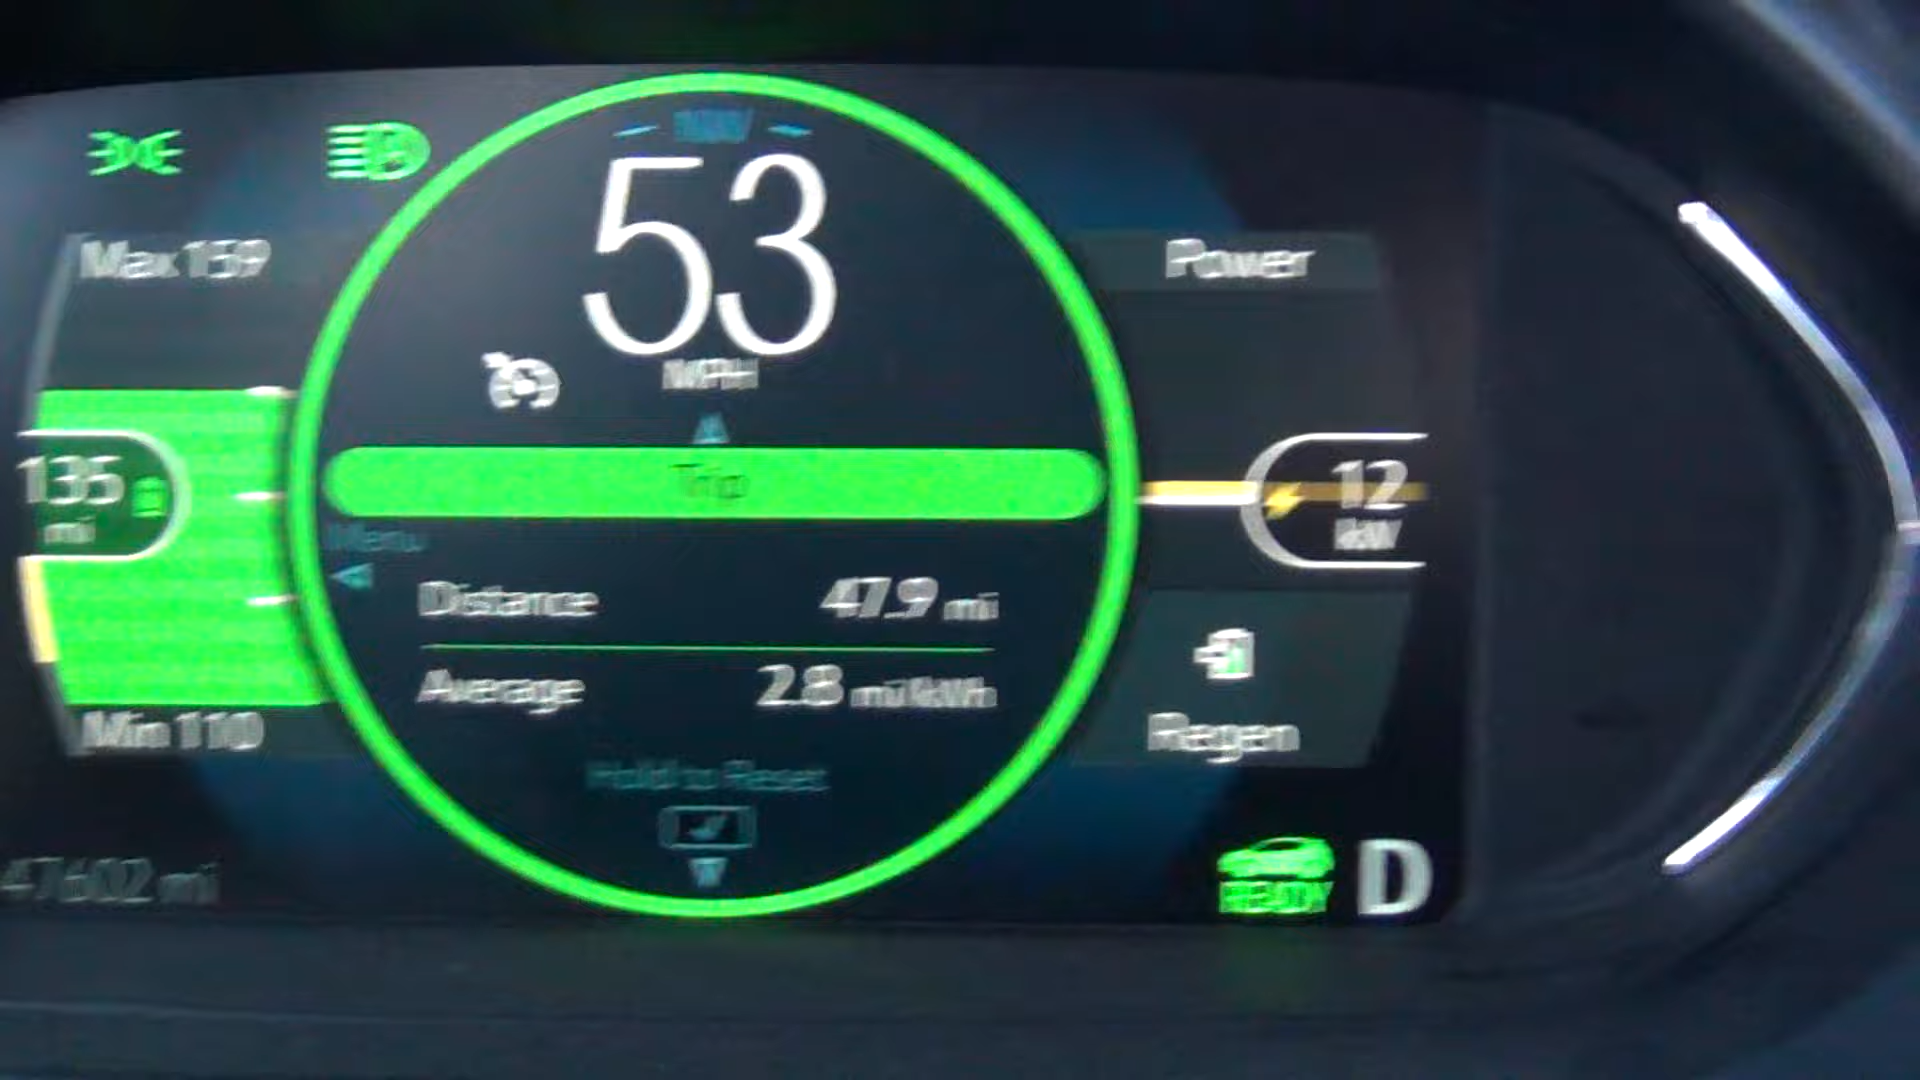 NW
53
MPH
Max 159
Power
135
mi
Trip
12
kW
Menu
Distance 47.9 mi
Average 2.8 mi/kWh
Min 110
Regen
Hold to Reset
47602 mi
READY
D